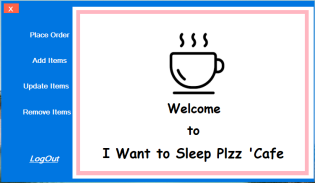 X
Place Order
Add Items
Update Items
Remove Items
LogOut
Welcome
to
I Want to Sleep Plzz 'Cafe